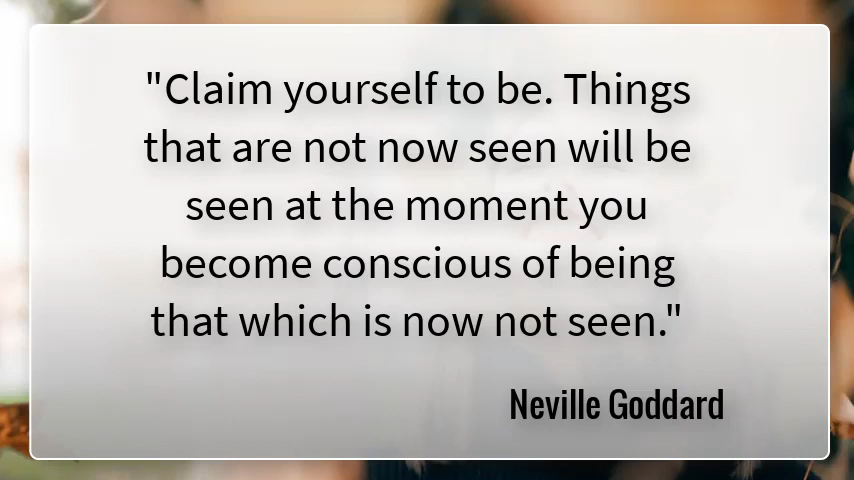 "Claim yourself to be. Things
that are not now seen will be
seen at the moment you
become conscious of being
that which is now not seen."
Neville Goddard